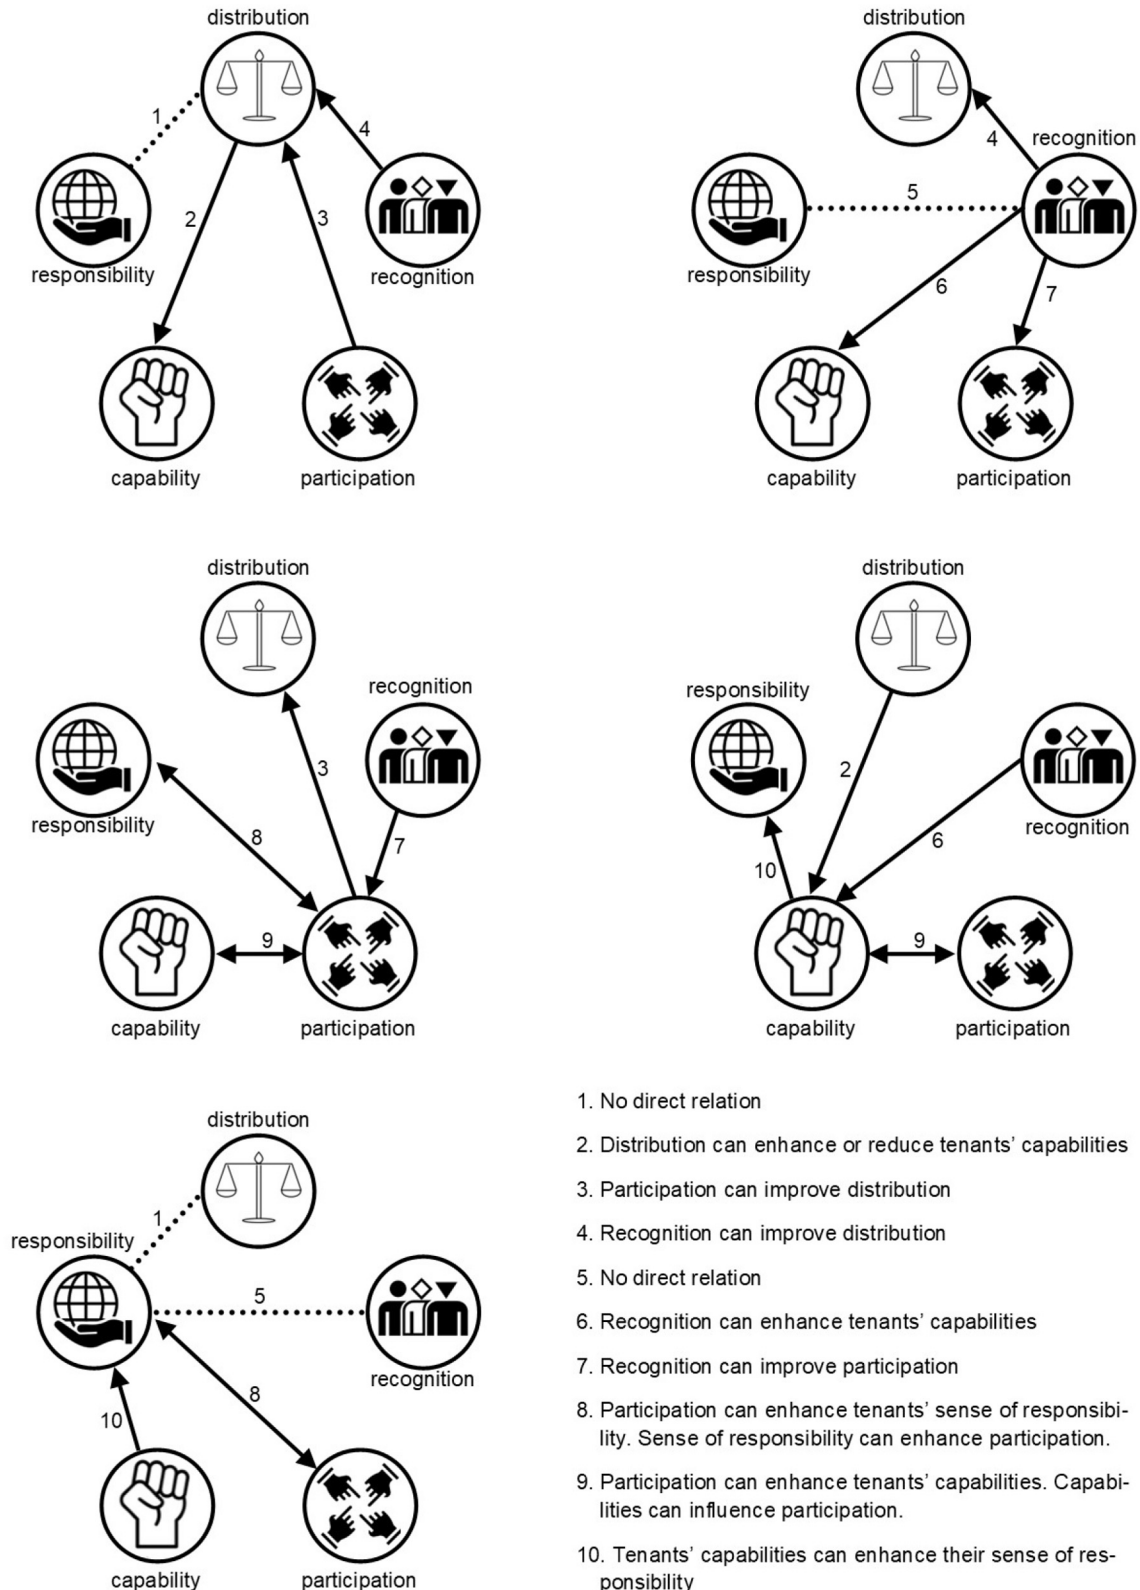 distribution
1
4
2
3
responsibility
recognition
capability
participation
distribution
4
recognition
5
responsibility
6
7
capability
participation
distribution
recognition
3
responsibility
8
7
9
capability
participation
distribution
responsibility
2
recognition
6
10
9
capability
participation
distribution
1
responsibility
5
recognition
8
10
capability
participation
1. No direct relation
2. Distribution can enhance or reduce tenants’ capabilities
3. Participation can improve distribution
4. Recognition can improve distribution
5. No direct relation
6. Recognition can enhance tenants’ capabilities
7. Recognition can improve participation
8. Participation can enhance tenants’ sense of responsibi-
lity. Sense of responsibility can enhance participation.
9. Participation can enhance tenants’ capabilities. Capabi-
lities can influence participation.
10. Tenants’ capabilities can enhance their sense of res-
ponsibility